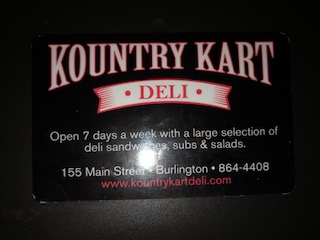 KOUNTRY KART
• DELI •
Open 7 days a week with a large selection of
deli sandwiches, subs & salads.
155 Main Street • Burlington • 864-4408
www.kountrykartdeli.com